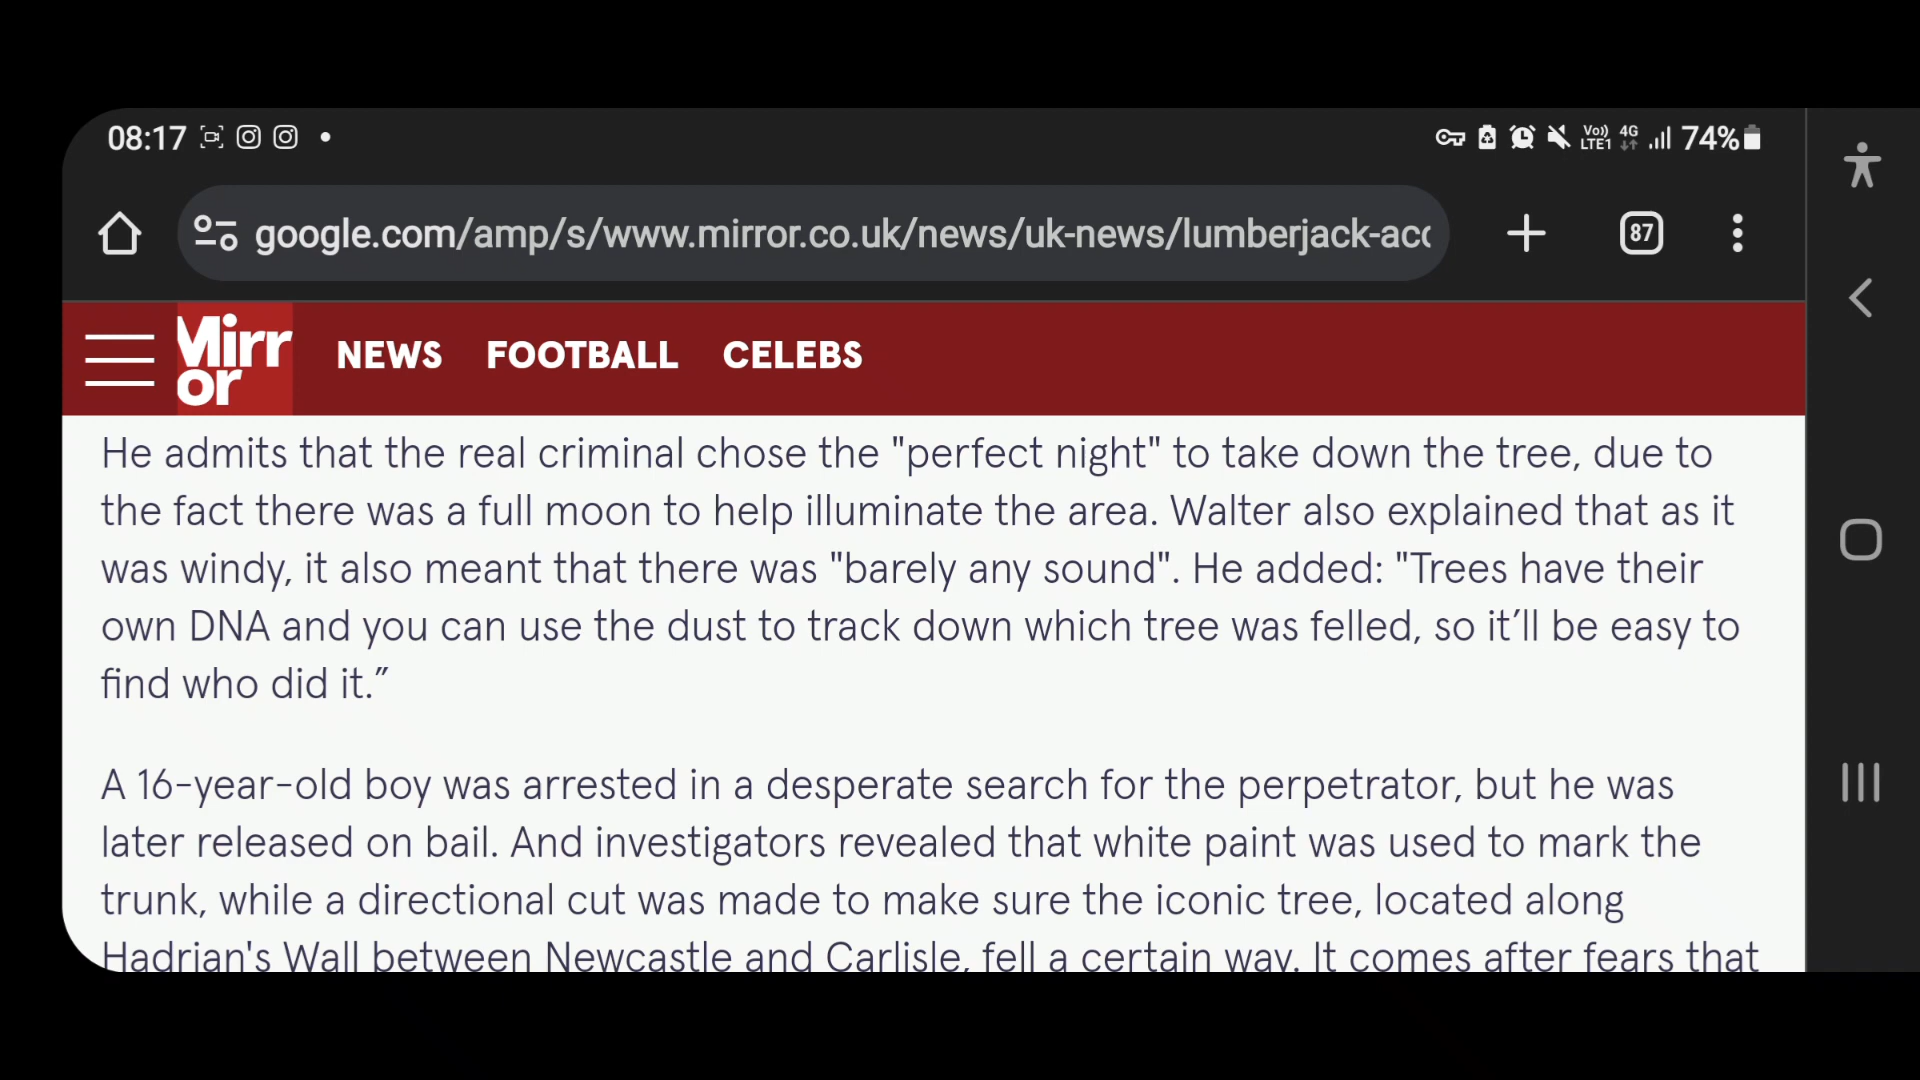 08:17
Vo)) LTE1 4G 74%
google.com/amp/s/www.mirror.co.uk/news/uk-news/lumberjack-acc
87
Mirr
or
NEWS FOOTBALL CELEBS
He admits that the real criminal chose the "perfect night" to take down the tree, due to
the fact there was a full moon to help illuminate the area. Walter also explained that as it
was windy, it also meant that there was "barely any sound". He added: "Trees have their
own DNA and you can use the dust to track down which tree was felled, so it’ll be easy to
find who did it.”
A 16-year-old boy was arrested in a desperate search for the perpetrator, but he was
later released on bail. And investigators revealed that white paint was used to mark the
trunk, while a directional cut was made to make sure the iconic tree, located along
Hadrian's Wall between Newcastle and Carlisle, fell a certain way. It comes after fears that